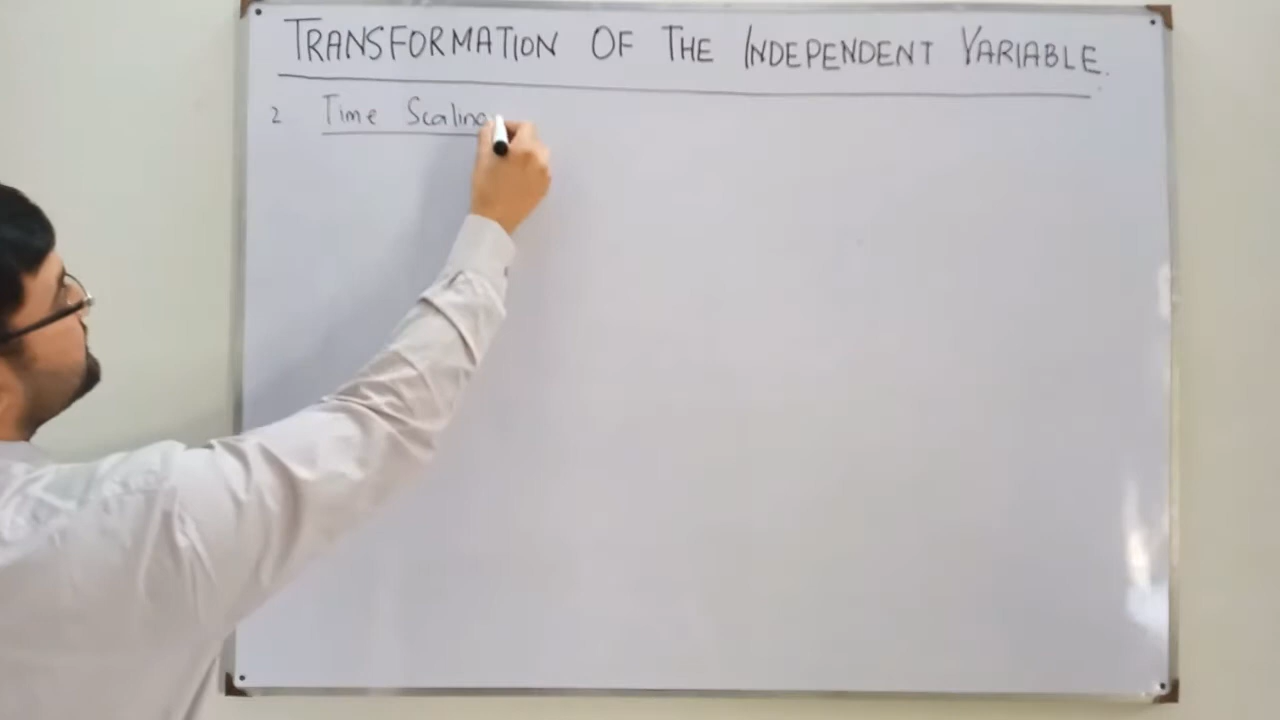 TRANSFORMATION OF THE INDEPENDENT VARIABLE.
2 Time Scaling